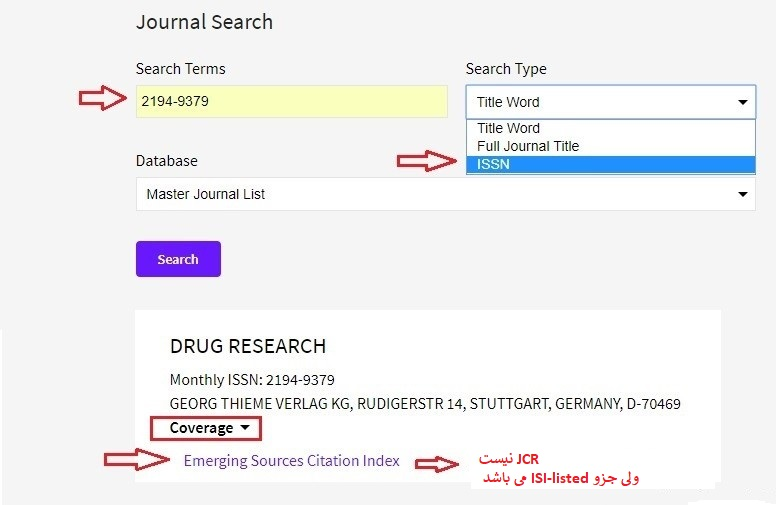 Journal Search
Search Terms
Search Type
2194-9379
Title Word
Title Word
Full Journal Title
ISSN
Database
Master Journal List
Search
DRUG RESEARCH
Monthly ISSN: 2194-9379
GEORG THIEME VERLAG KG, RUDIGERSTR 14, STUTTGART, GERMANY, D-70469
Coverage
Emerging Sources Citation Index
JCR نیست
ولی جزو ISI-listed می باشد